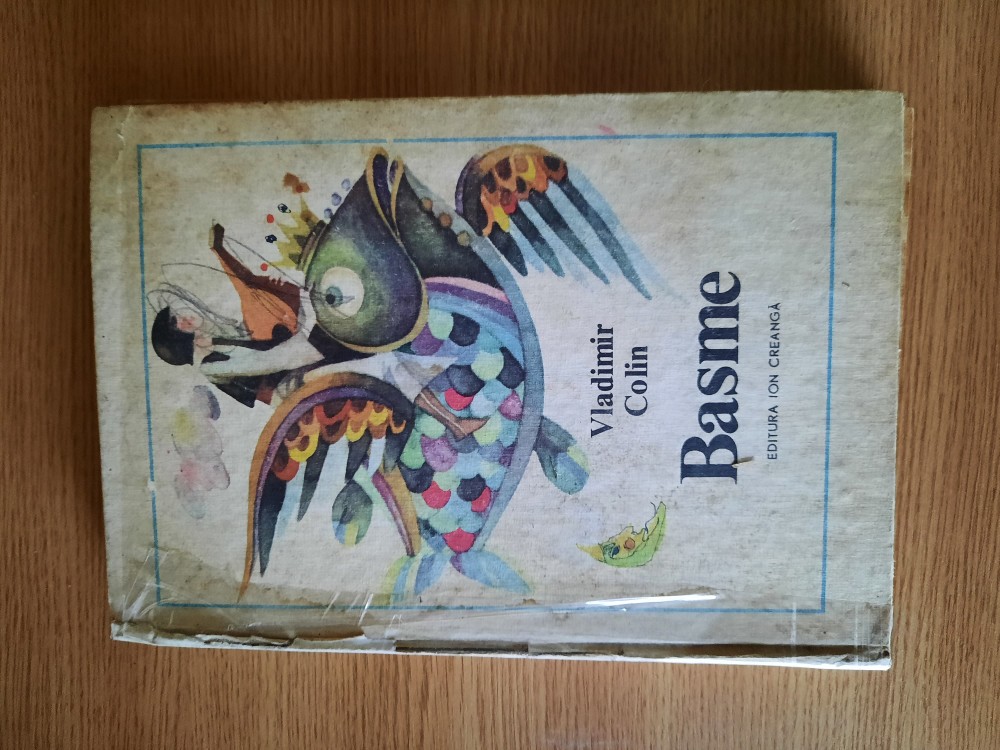 Vladimir
Colin
Basme
EDITURA ION CREANGĂ